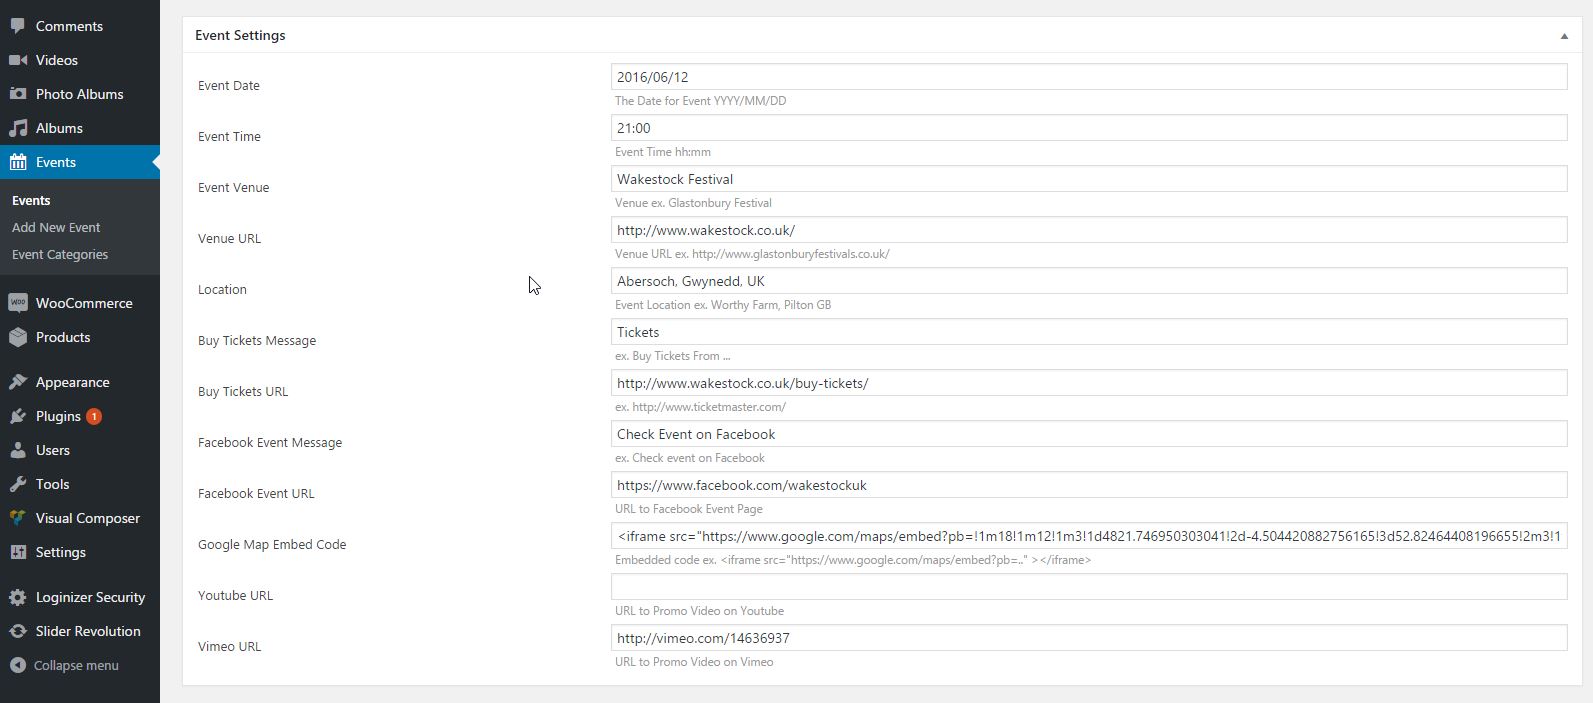 Comments
Videos
Photo Albums
Albums
Events
Events
Add New Event
Event Categories
WOO WooCommerce
Products
Appearance
Plugins 1
Users
Tools
Visual Composer
Settings
Loginizer Security
Slider Revolution
Collapse menu
Event Settings
Event Date
2016/06/12
The Date for Event YYYY/MM/DD
Event Time
21:00
Event Time hh:mm
Event Venue
Wakestock Festival
Venue ex. Glastonbury Festival
Venue URL
http://www.wakestock.co.uk/
Venue URL ex. http://www.glastonburyfestivals.co.uk/
Location
Abersoch, Gwynedd, UK
Event Location ex. Worthy Farm, Pilton GB
Buy Tickets Message
Tickets
ex. Buy Tickets From ...
Buy Tickets URL
http://www.wakestock.co.uk/buy-tickets/
ex. http://www.ticketmaster.com/
Facebook Event Message
Check Event on Facebook
ex. Check event on Facebook
Facebook Event URL
https://www.facebook.com/wakestockuk
URL to Facebook Event Page
Google Map Embed Code
<iframe src="https://www.google.com/maps/embed?pb=!1m18!1m12!1m3!1d4821.746950303041!2d-4.504420882756165!3d52.82464408196655!2m3!1
Embedded code ex. <iframe src="https://www.google.com/maps/embed?pb=.." ></iframe>
Youtube URL
URL to Promo Video on Youtube
Vimeo URL
http://vimeo.com/14636937
URL to Promo Video on Vimeo